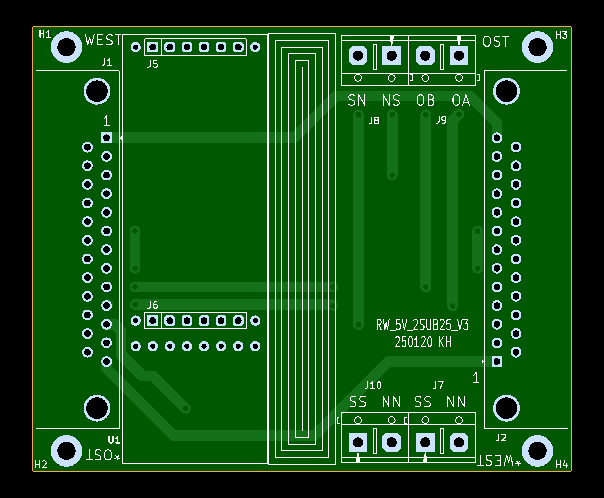 H1
WEST
OST
H3
J1
J5
SN NS OB OA
J8
J9
1
J6
RW_5V_2SUB25_V3
250120 KH
1
J10
J7
SS NN SS NN
U1
J2
*OST
*WEST
H2
H4